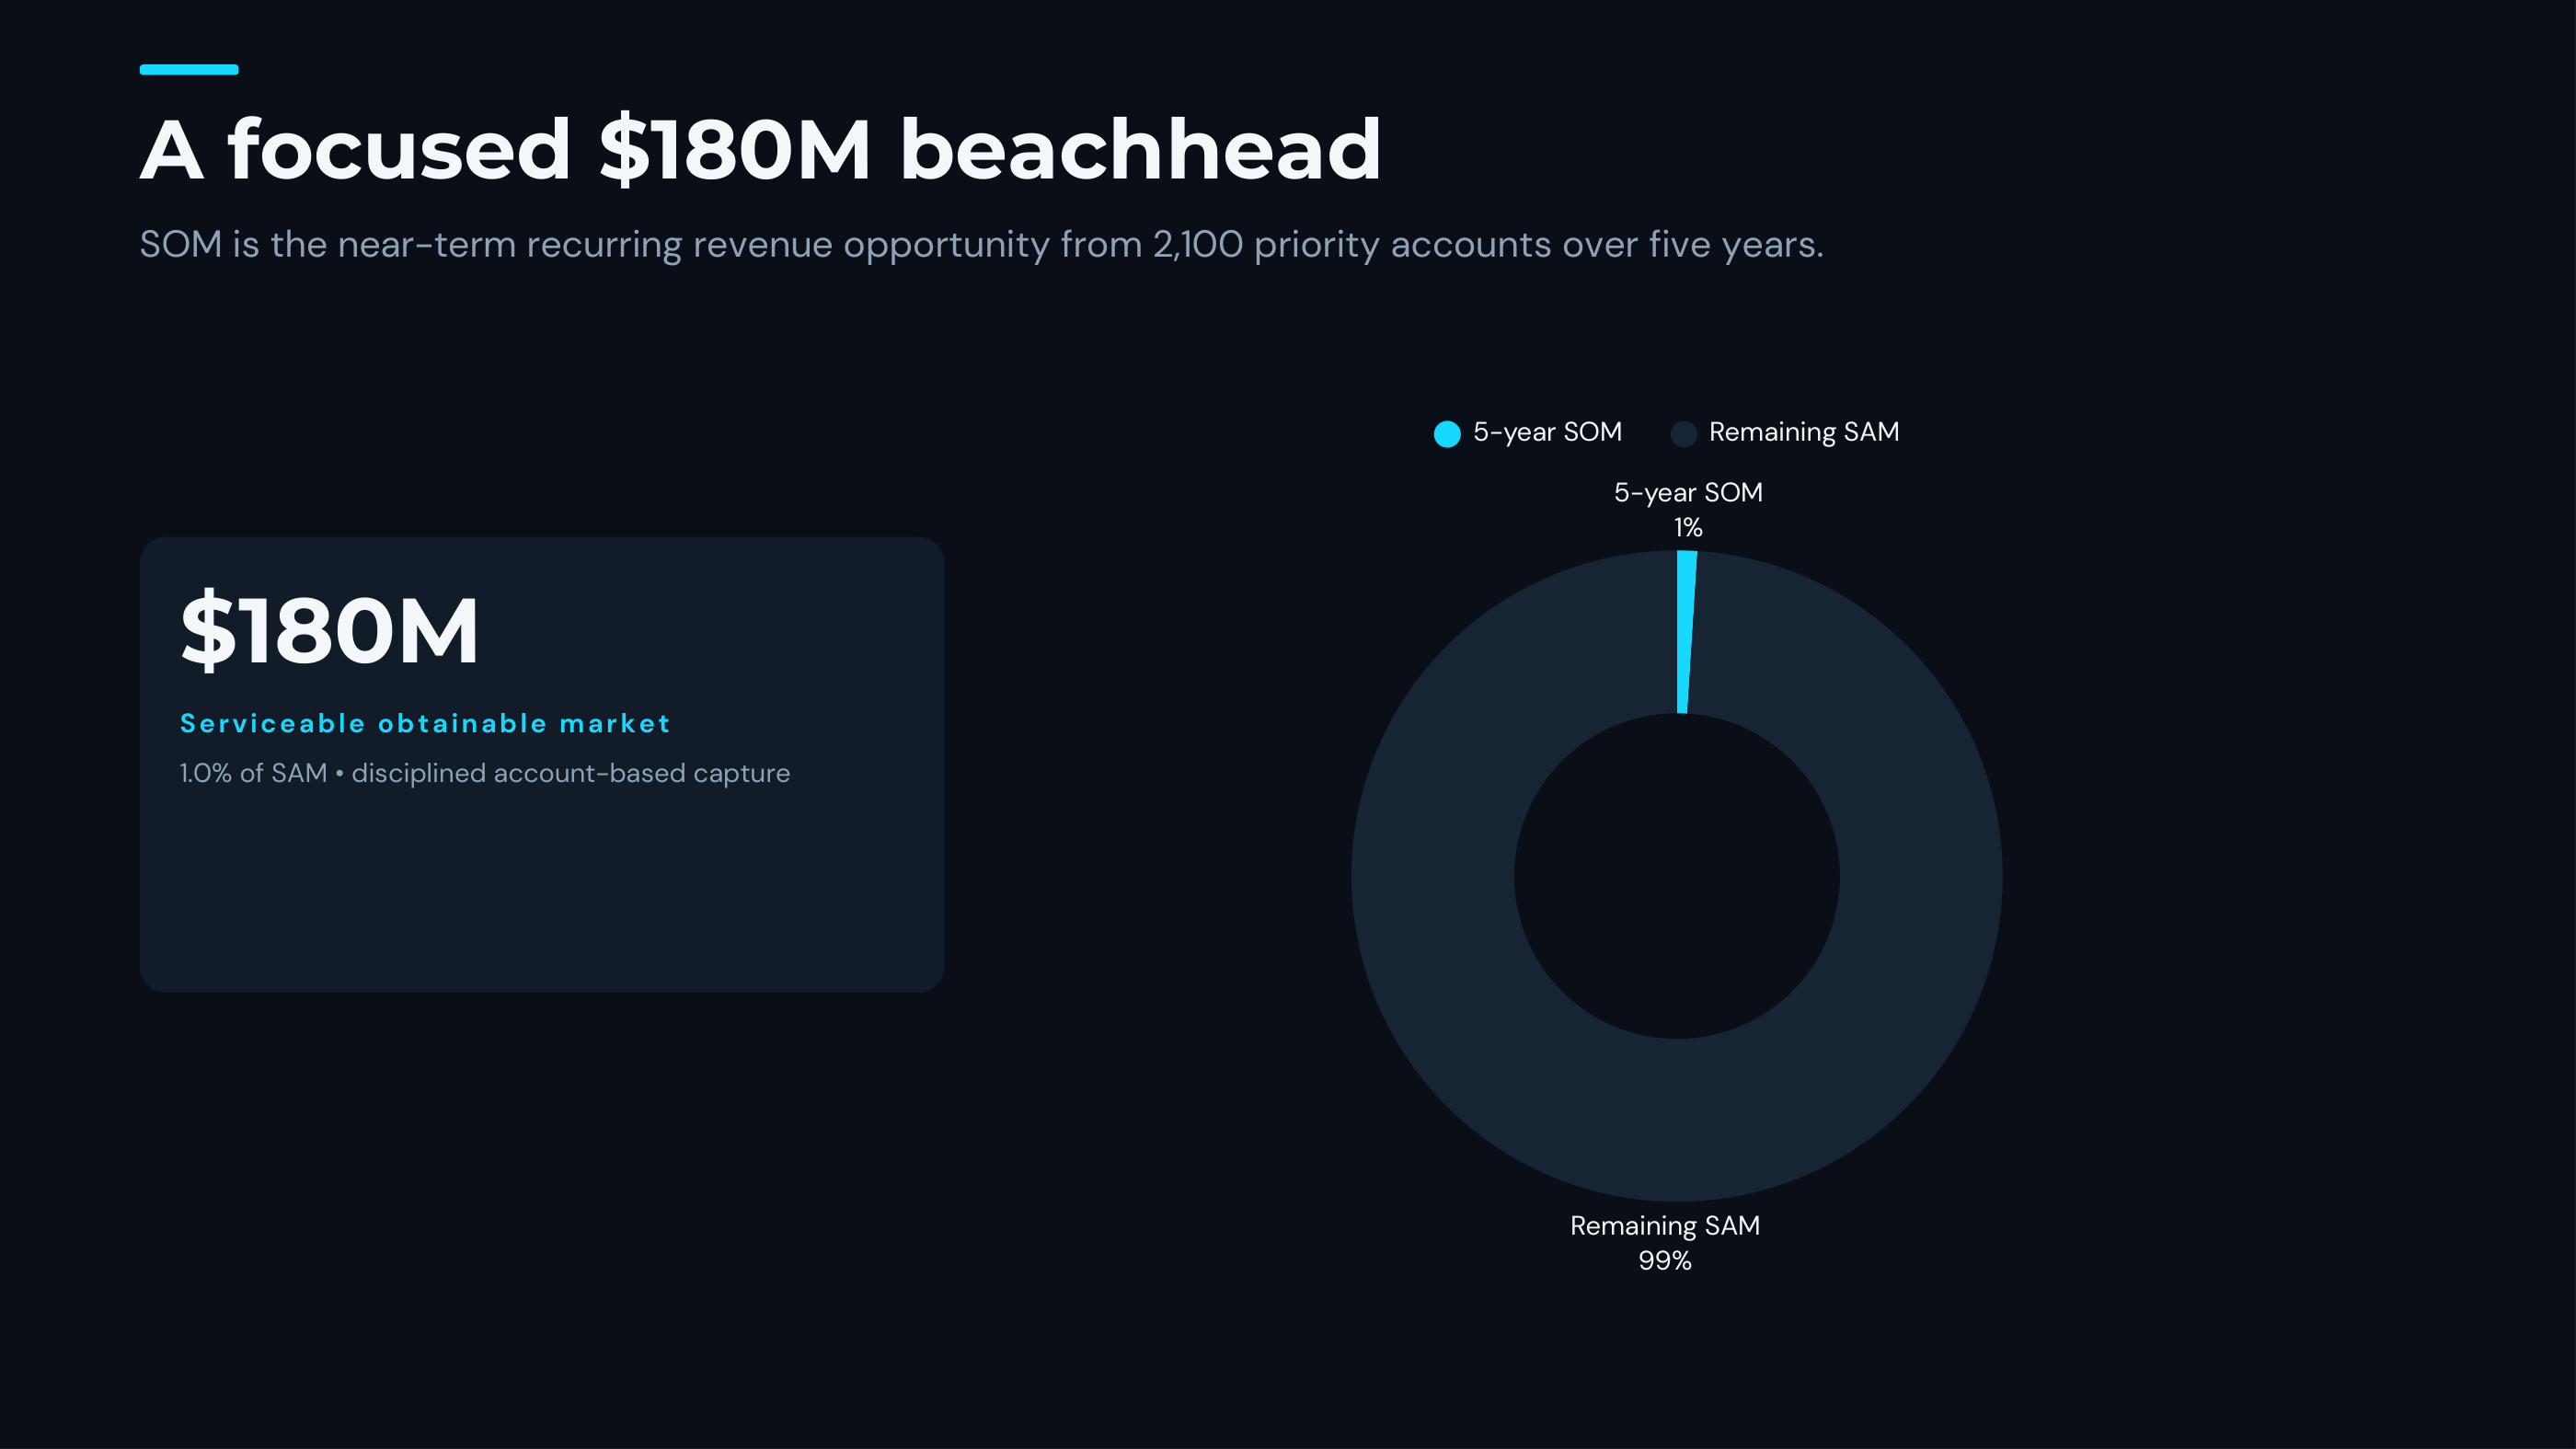 A focused $180M beachhead
SOM is the near-term recurring revenue opportunity from 2,100 priority accounts over five years.
$180M
Serviceable obtainable market
1.0% of SAM • disciplined account-based capture
5-year SOM
Remaining SAM
5-year SOM
1%
Remaining SAM
99%